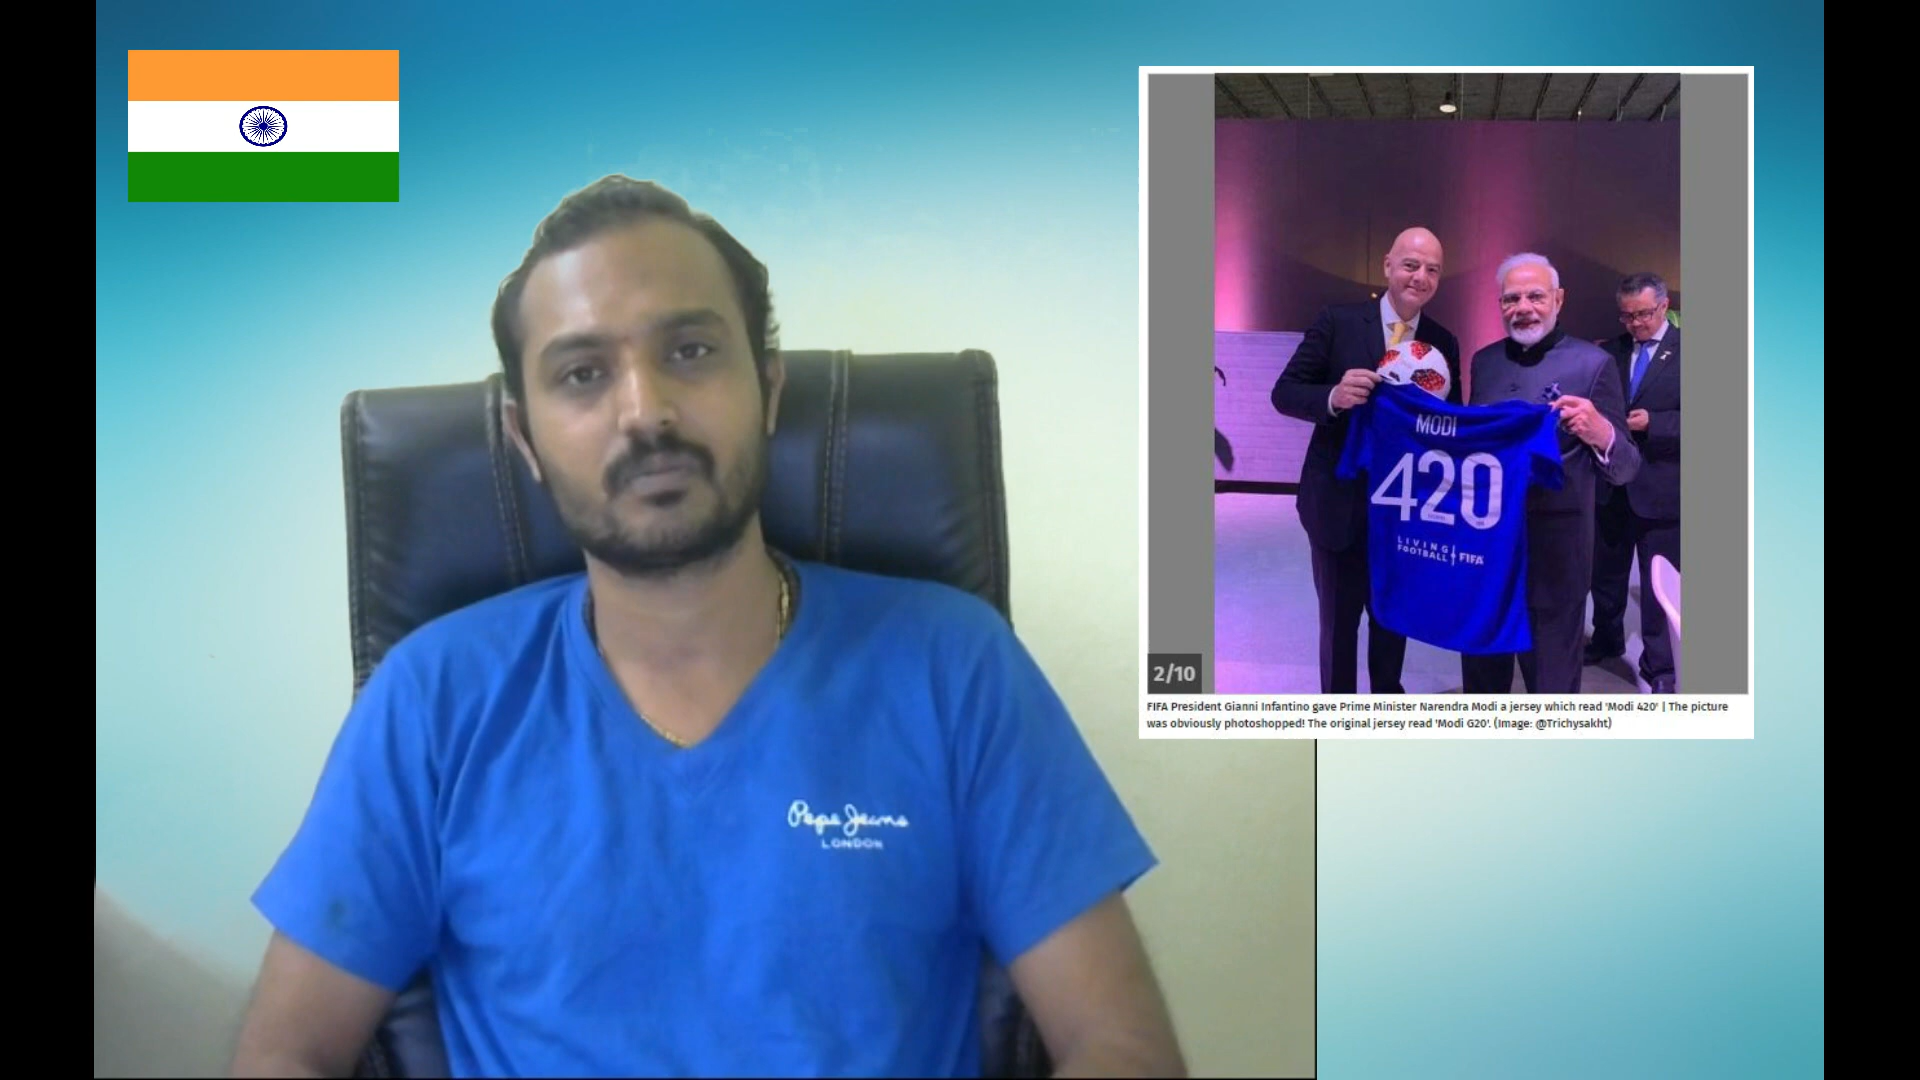 MODI
420
LIVING
FOOTBALL
FIFA
2/10
FIFA President Gianni Infantino gave Prime Minister Narendra Modi a jersey which read 'Modi 420' | The picture
was obviously photoshopped! The original jersey read 'Modi G20'. (Image: @Trichysakht)
Pepe Jeans
LONDON